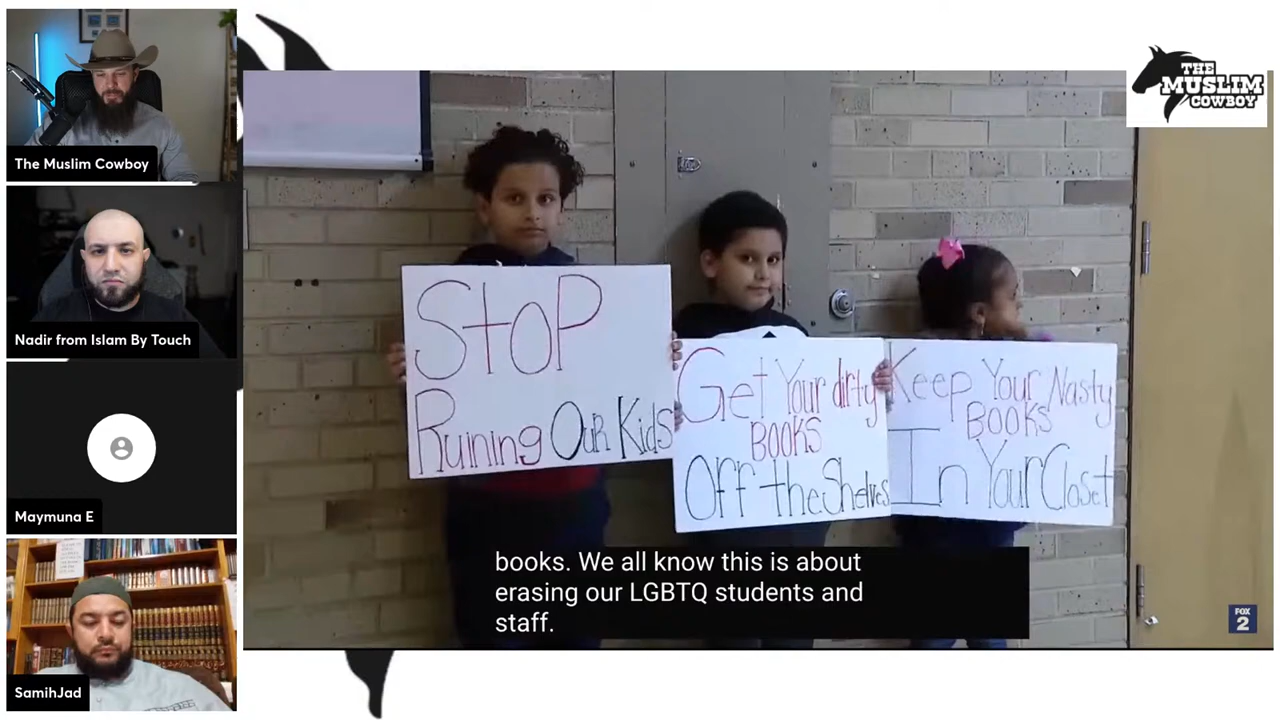 The Muslim Cowboy
Nadir from Islam By Touch
Maymuna E
SamihJad
THE
MUSLIM
COWBOY
StOP
Runing OuR Kids
Get Your dirty
BOOKS
Off the Shelves
Keep Your Nasty
BOOKS
In Your Closet
books. We all know this is about
erasing our LGBTQ students and
staff.
FOX
2